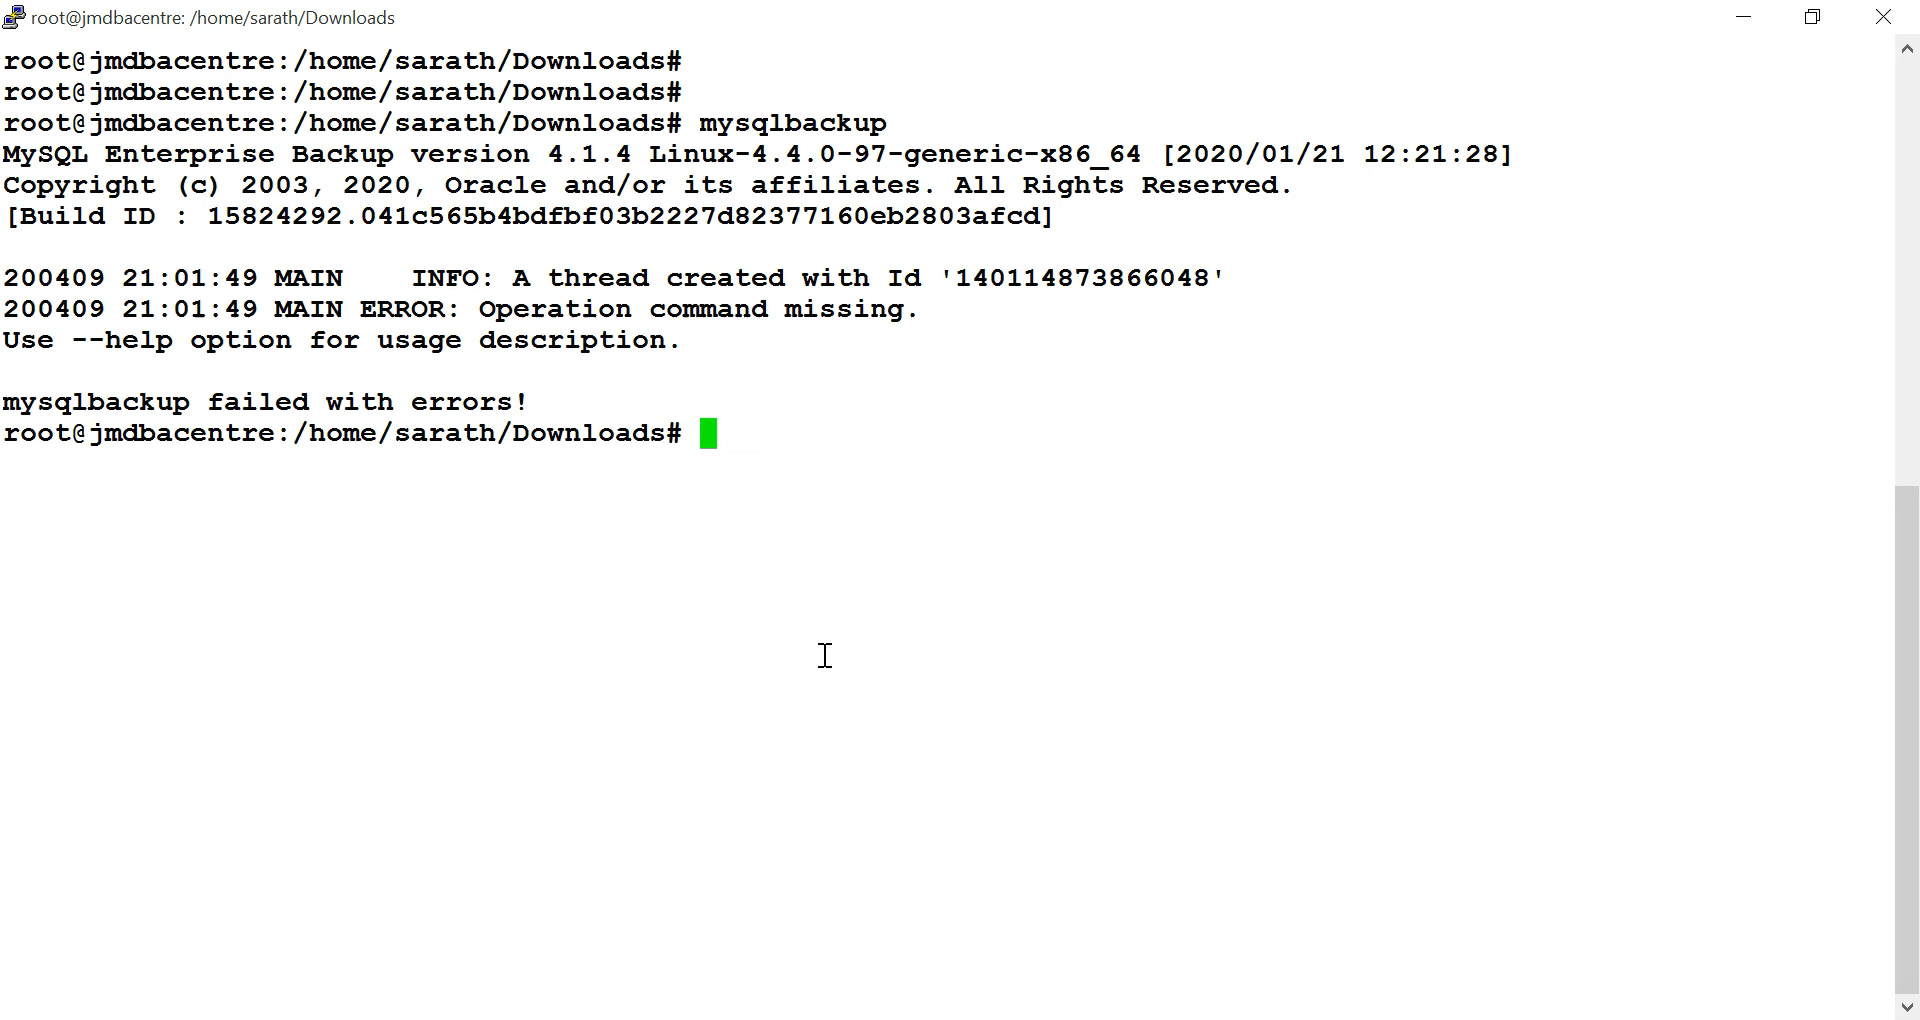 root@jmdbacentre: /home/sarath/Downloads
root@jmdbacentre:/home/sarath/Downloads#
root@jmdbacentre:/home/sarath/Downloads#
root@jmdbacentre:/home/sarath/Downloads# mysqlbackup
MySQL Enterprise Backup version 4.1.4 Linux-4.4.0-97-generic-x86_64 [2020/01/21 12:21:28]
Copyright (c) 2003, 2020, Oracle and/or its affiliates. All Rights Reserved.
[Build ID : 15824292.041c565b4bdfbf03b2227d82377160eb2803afcd]
200409 21:01:49 MAIN    INFO: A thread created with Id '140114873866048'
200409 21:01:49 MAIN ERROR: Operation command missing.
Use --help option for usage description.
mysqlbackup failed with errors!
root@jmdbacentre:/home/sarath/Downloads#